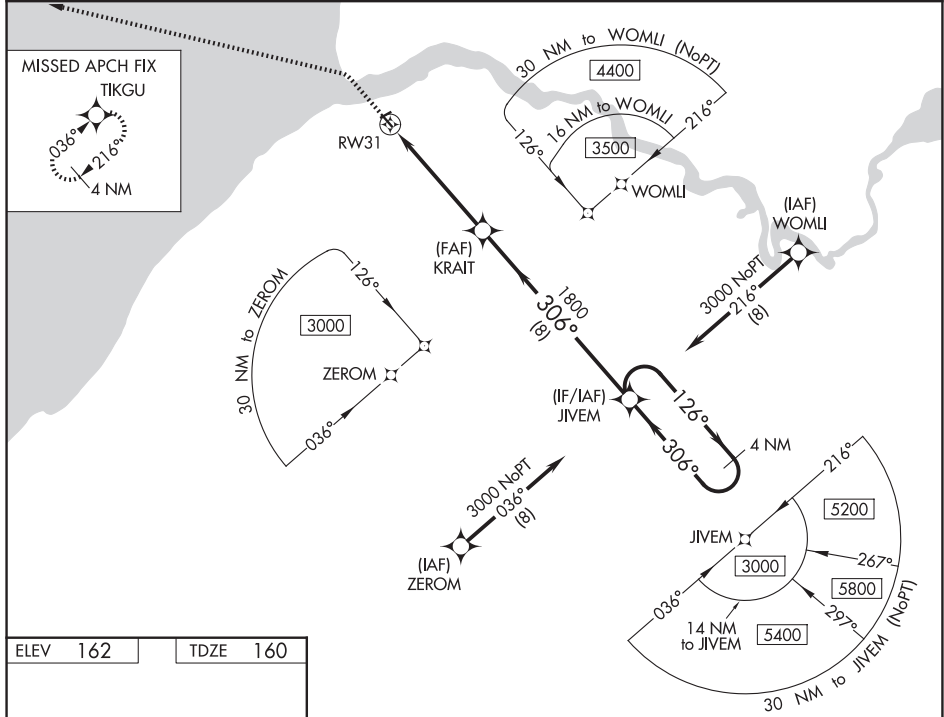 MISSED APCH FIX
TIKGU
036°
216°
4 NM
RW31
30 NM to WOMLI (NoPT)
4400
16 NM to WOMLI
216°
126°
3500
WOMLI
(IAF)
WOMLI
3000 NoPT
216°
(8)
(FAF)
KRAIT
1800
306°
(8)
30 NM to ZEROM
126°
3000
ZEROM
036°
(IF/IAF)
JIVEM
126°
306°
4 NM
3000 NoPT
036°
(8)
(IAF)
ZEROM
216°
5200
JIVEM
3000
267°
5800
036°
297°
14 NM
to JIVEM
5400
30 NM to JIVEM (NoPT)
ELEV 162
TDZE 160